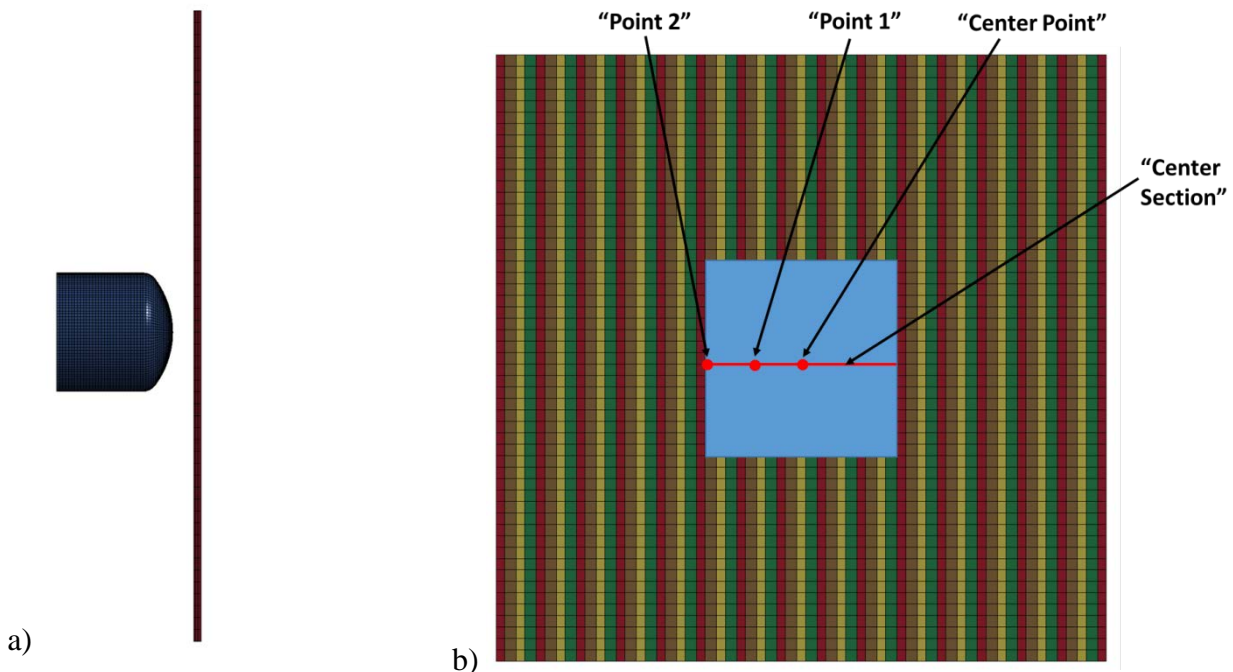 “Point 2”
“Point 1”
“Center Point”
“Center
Section”
a)
b)